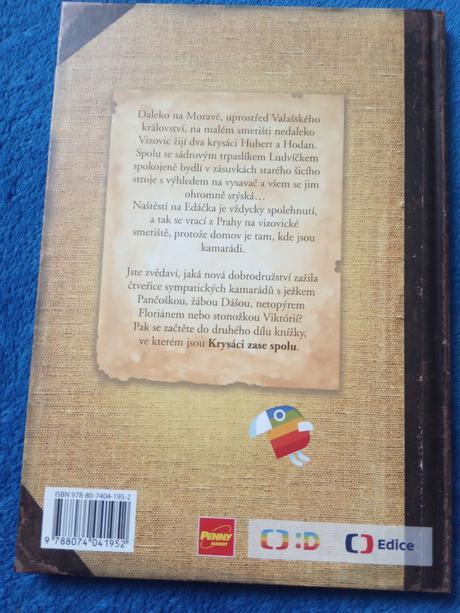 Daleko na Moravě, uprostřed Valašského
království, na malém smetišti nedaleko
Vizovic žijí dva krysáci Hubert a Hodan.
Spolu se sádrovým trpaslíkem Ludvíčkem
spokojeně bydlí v zásuvkách starého šicího
stroje s výhledem na vysavač a všem se jim
ohromně stýská…
Naštěstí na Edáčka je vždycky spolehnutí,
a tak se vrací z Prahy na vizovické
smetiště, protože domov je tam, kde jsou
kamarádi.
Jste zvědaví, jaká nová dobrodružství zažila
čtveřice sympatických kamarádů s ježkem
Pančoškou, žábou Dášou, netopýrem
Floriánem nebo stonožkou Viktórií?
Pak se začtěte do druhého dílu knížky,
ve kterém jsou Krysáci zase spolu.
ISBN 978-80-7404-195-2
9 788074 041952
PENNY
MARKET
:D
Edice